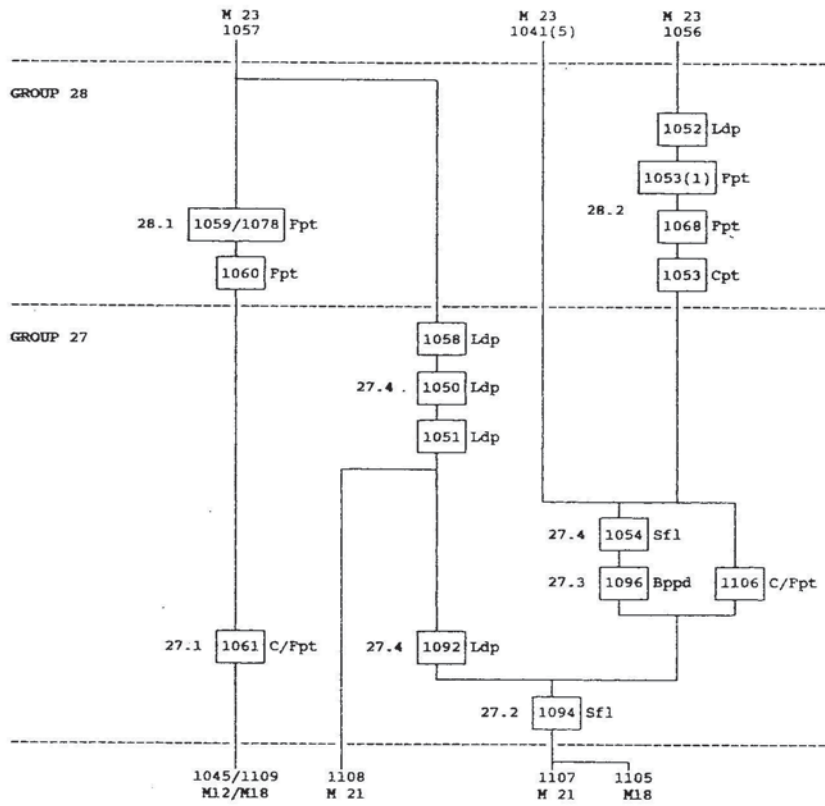 M 23 M 23 M 23
1057 1041(5) 1056
GROUP 28
1052 Ldp
1053(1) Fpt
28.1 1059/1078 Fpt 28.2 1068 Fpt
1060 Fpt 1053 Cpt
GROUP 27
1058 Ldp
27.4 . 1050 Ldp
1051 Ldp
27.4 1054 Sfl
27.3 1096 Bppd 1106 C/Fpt
27.1 1061 C/Fpt 27.4 1092 Ldp
27.2 1094 Sfl
1045/1109 1108 1107 1105
M12/M18 M 21 M 21 M18